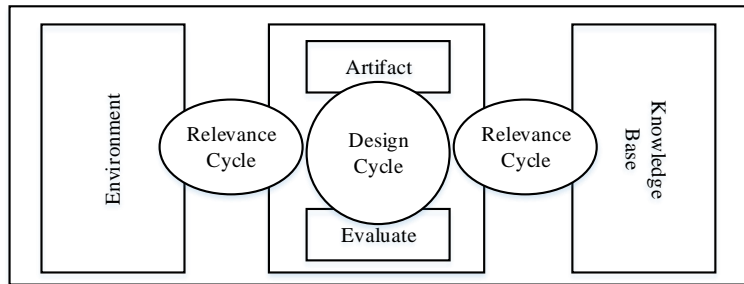 Environment
Relevance
Cycle
Artifact
Design
Cycle
Evaluate
Relevance
Cycle
Knowledge
Base